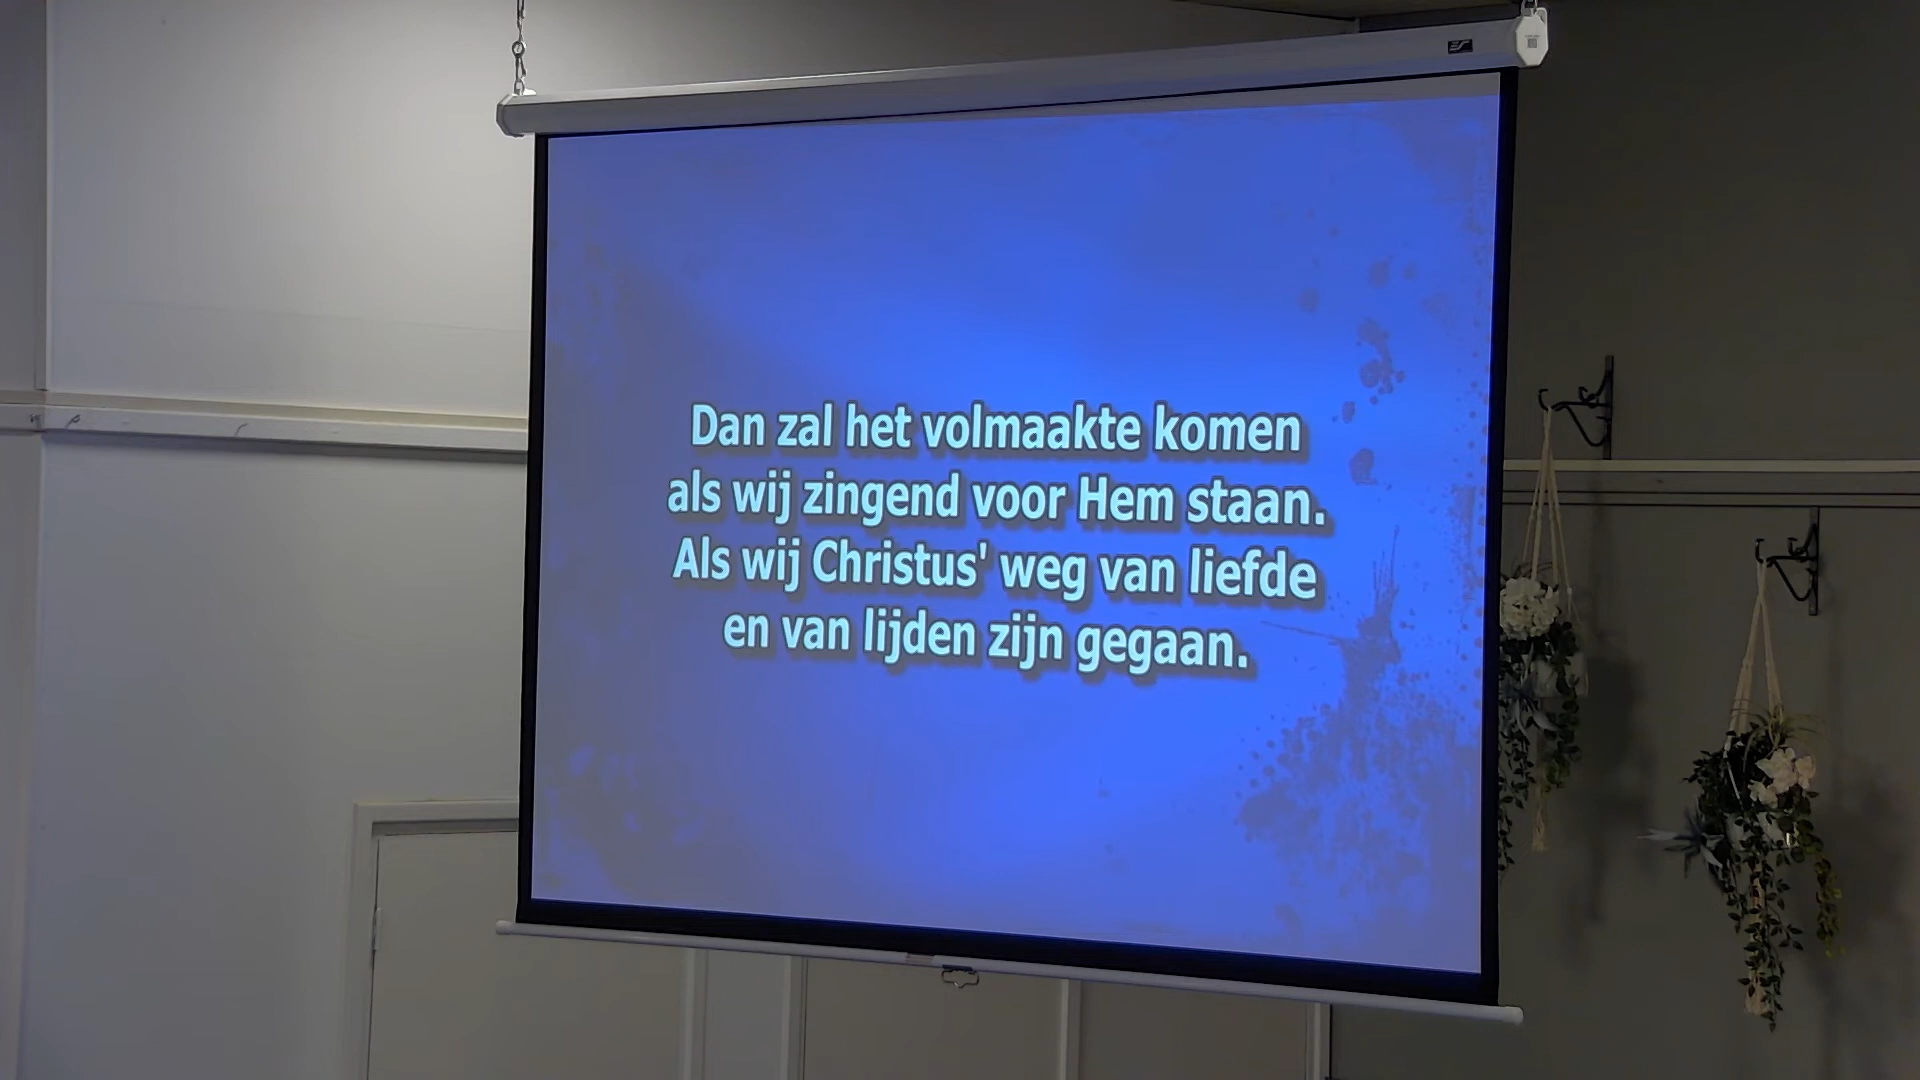 Dan zal het volmaakte komen
als wij zingend voor Hem staan.
Als wij Christus' weg van liefde
en van lijden zijn gegaan.